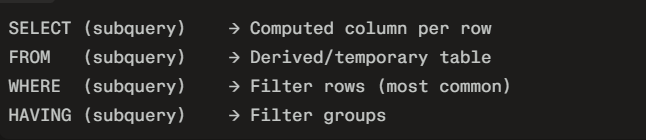 SELECT (subquery)    → Computed column per row
FROM   (subquery)    → Derived/temporary table
WHERE  (subquery)    → Filter rows (most common)
HAVING (subquery)    → Filter groups